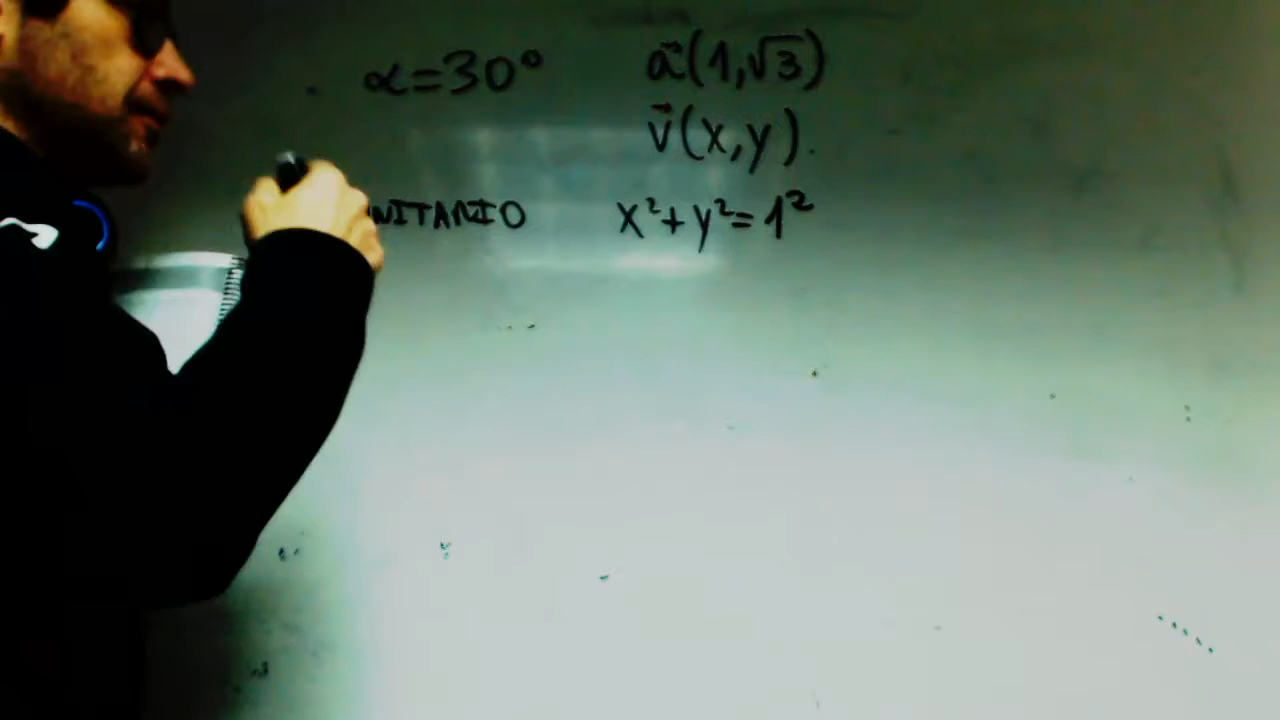 α=30° a⃗(1,√3)
v⃗(x,y).
NITARIO x²+y²=1²